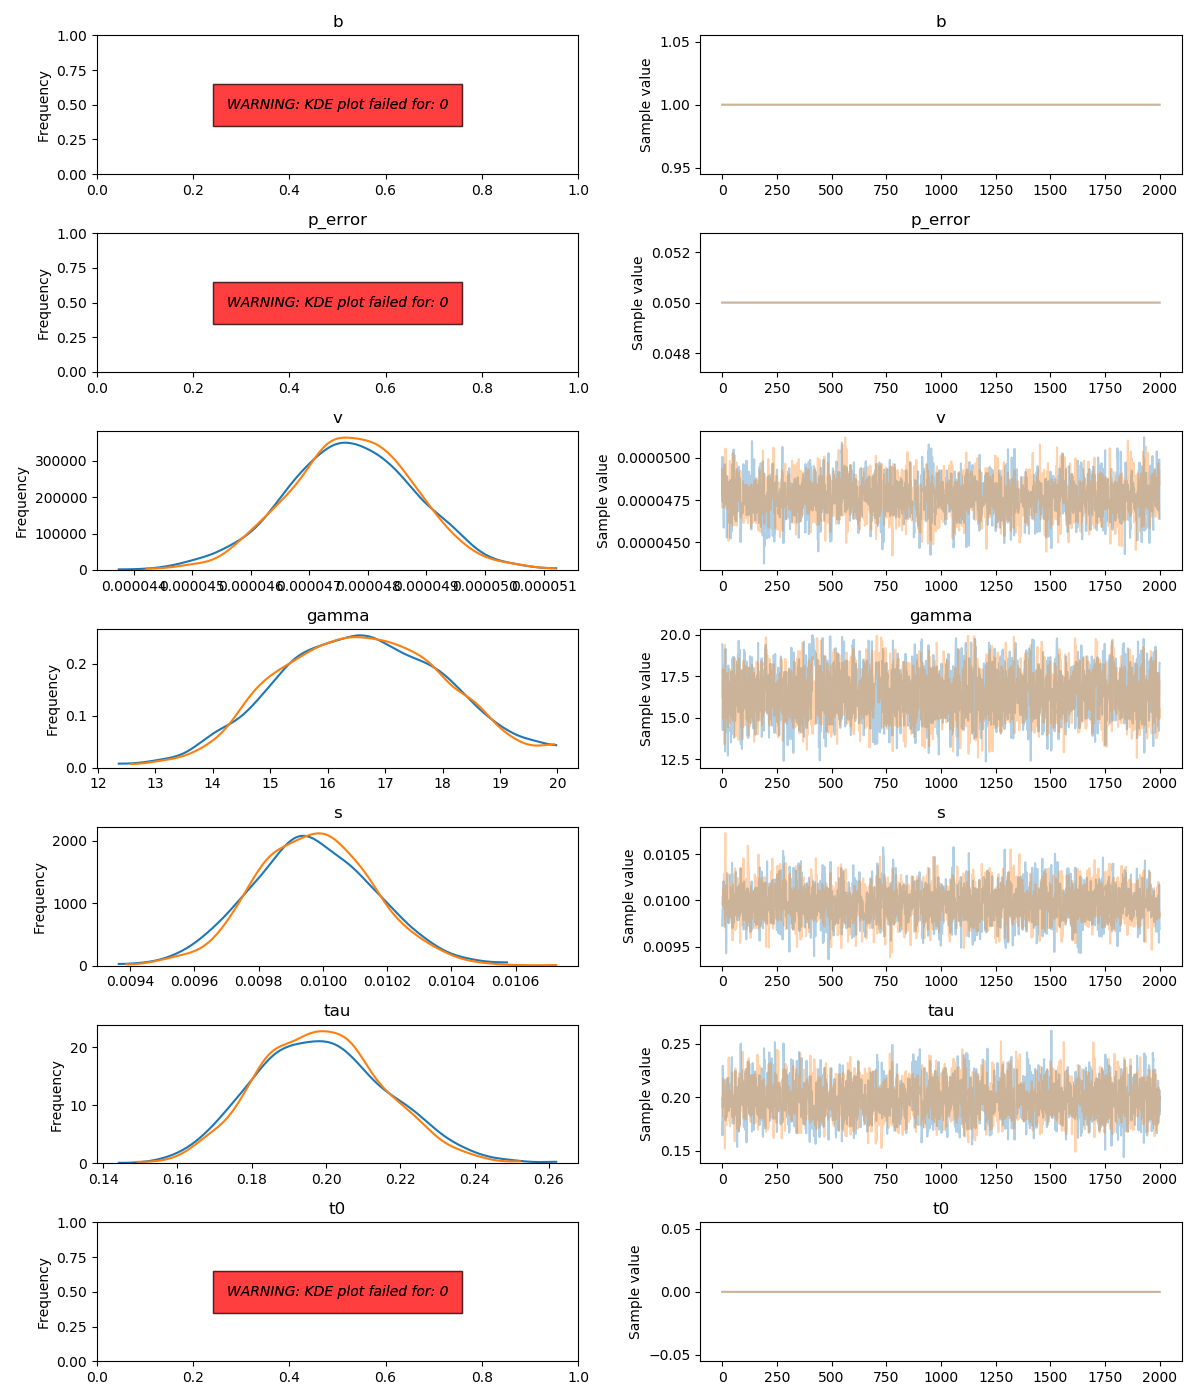 b
Frequency
1.00
0.75
0.50
0.25
0.00
WARNING: KDE plot failed for: 0
0.0 0.2 0.4 0.6 0.8 1.0
b
Sample value
1.05
1.00
0.95
0 250 500 750 1000 1250 1500 1750 2000
p_error
Frequency
1.00
0.75
0.50
0.25
0.00
WARNING: KDE plot failed for: 0
0.0 0.2 0.4 0.6 0.8 1.0
p_error
Sample value
0.052
0.050
0.048
0 250 500 750 1000 1250 1500 1750 2000
v
Frequency
300000
200000
100000
0
0.000044 0.000045 0.000046 0.000047 0.000048 0.000049 0.000050 0.000051
v
Sample value
0.0000500
0.0000475
0.0000450
0 250 500 750 1000 1250 1500 1750 2000
gamma
Frequency
0.2
0.1
0.0
12 13 14 15 16 17 18 19 20
gamma
Sample value
20.0
17.5
15.0
12.5
0 250 500 750 1000 1250 1500 1750 2000
s
Frequency
2000
1000
0
0.0094 0.0096 0.0098 0.0100 0.0102 0.0104 0.0106
s
Sample value
0.0105
0.0100
0.0095
0 250 500 750 1000 1250 1500 1750 2000
tau
Frequency
20
10
0
0.14 0.16 0.18 0.20 0.22 0.24 0.26
tau
Sample value
0.25
0.20
0.15
0 250 500 750 1000 1250 1500 1750 2000
t0
Frequency
1.00
0.75
0.50
0.25
0.00
WARNING: KDE plot failed for: 0
0.0 0.2 0.4 0.6 0.8 1.0
t0
Sample value
0.05
0.00
−0.05
0 250 500 750 1000 1250 1500 1750 2000